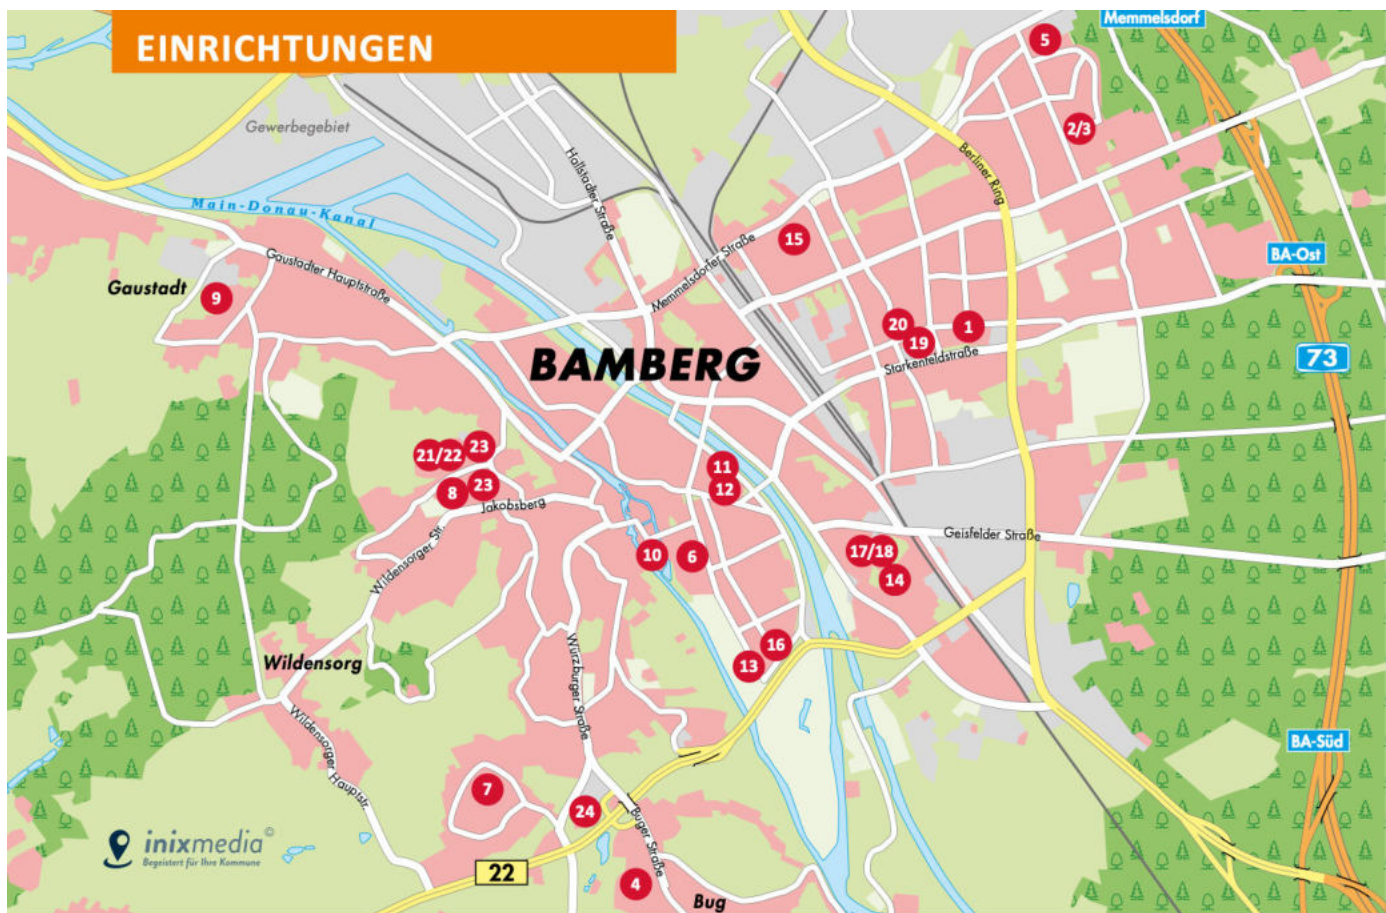 EINRICHTUNGEN
Memmelsdorf
5
2/3
Gewerbegebiet
Hallstadter Straße
Berliner Ring
Main-Donau-Kanal
15
Memmelsdorfer Straße
BA-Ost
Gaustadter Hauptstraße
Gaustadt
9
20
1
19
Starkenfeldstraße
73
BAMBERG
21/22
23
11
8
23
12
Jakobsberg
Wildensorger Str.
Geisfelder Straße
10
6
17/18
14
16
13
Wildensorg
Würzburger Straße
Wildensorger Hauptstr.
BA-Süd
7
24
Buger Straße
inixmedia©
Begeistert für Ihre Kommune
22
4
Bug